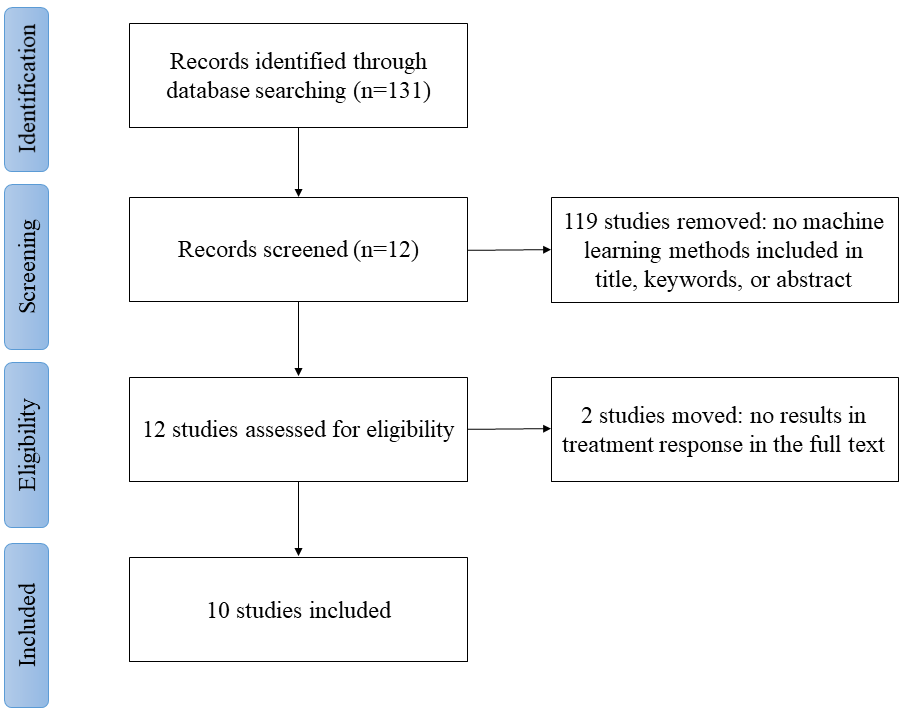 Identification
Records identified through
database searching (n=131)
Screening
Records screened (n=12)
119 studies removed: no machine
learning methods included in
title, keywords, or abstract
Eligibility
12 studies assessed for eligibility
2 studies moved: no results in
treatment response in the full text
Included
10 studies included